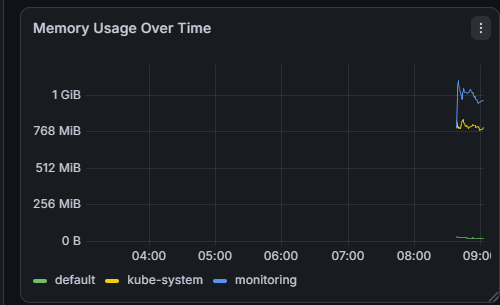 Memory Usage Over Time
1 GiB
768 MiB
512 MiB
256 MiB
0 B
04:00 05:00 06:00 07:00 08:00 09:0
default kube-system monitoring